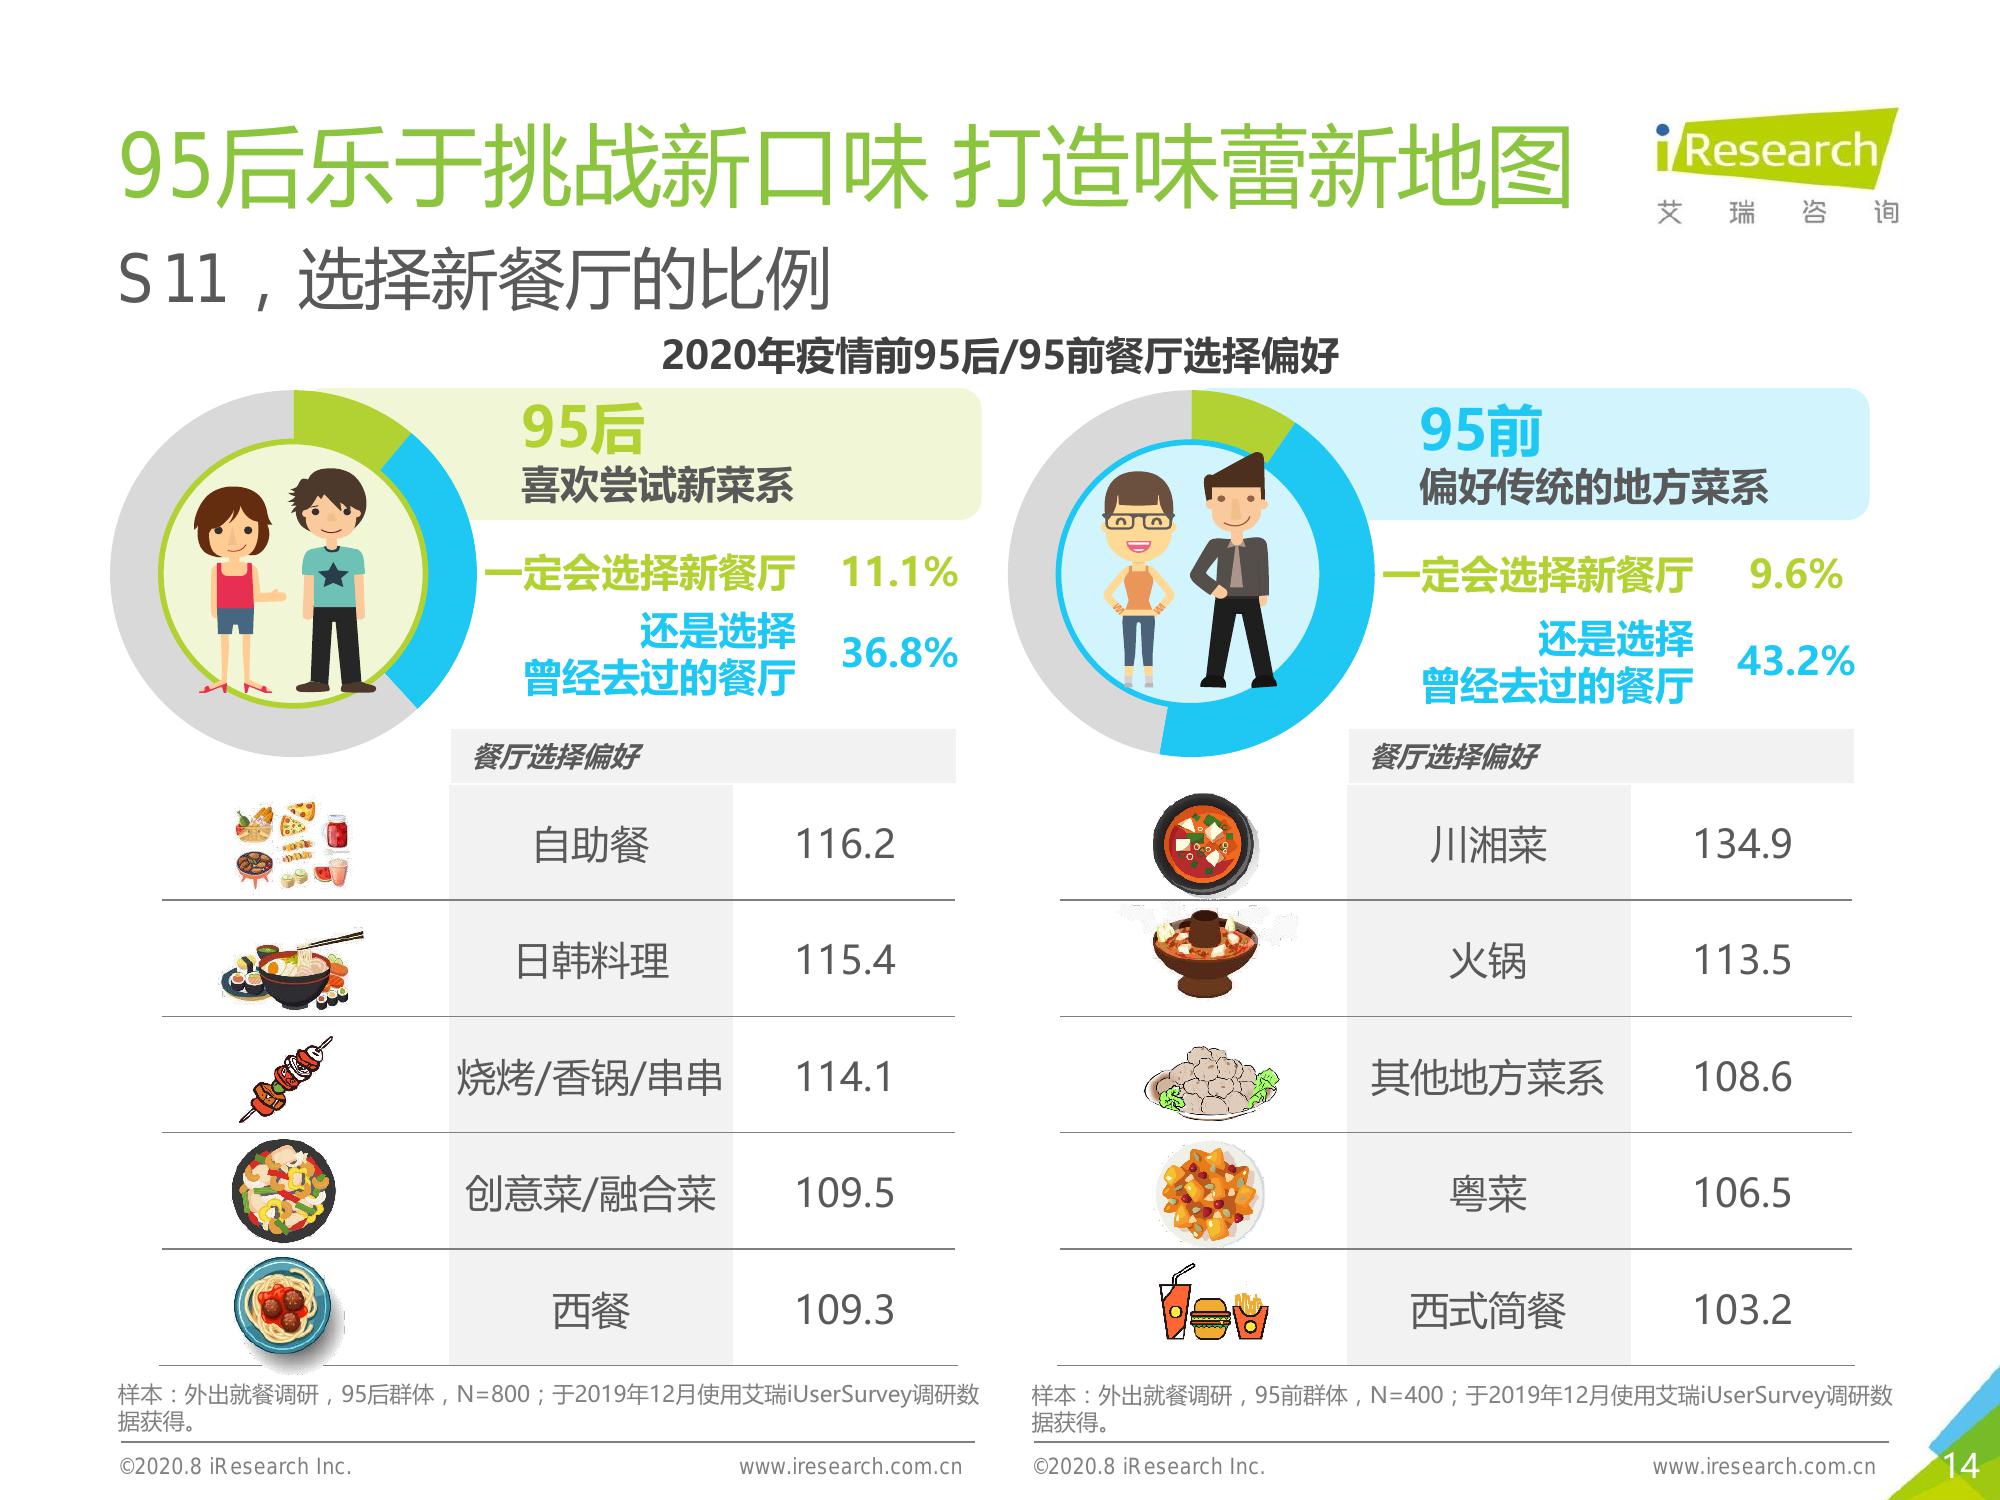 95后乐于挑战新口味 打造味蕾新地图
iResearch
艾瑞咨询
S11，选择新餐厅的比例
2020年疫情前95后/95前餐厅选择偏好
95后
喜欢尝试新菜系
一定会选择新餐厅 11.1%
还是选择
曾经去过的餐厅 36.8%
餐厅选择偏好
自助餐 116.2
日韩料理 115.4
烧烤/香锅/串串 114.1
创意菜/融合菜 109.5
西餐 109.3
样本：外出就餐调研，95后群体，N=800；于2019年12月使用艾瑞iUserSurvey调研数
据获得。
©2020.8 iResearch Inc. www.iresearch.com.cn
95前
偏好传统的地方菜系
一定会选择新餐厅 9.6%
还是选择
曾经去过的餐厅 43.2%
餐厅选择偏好
川湘菜 134.9
火锅 113.5
其他地方菜系 108.6
粤菜 106.5
西式简餐 103.2
样本：外出就餐调研，95前群体，N=400；于2019年12月使用艾瑞iUserSurvey调研数
据获得。
©2020.8 iResearch Inc. www.iresearch.com.cn
14